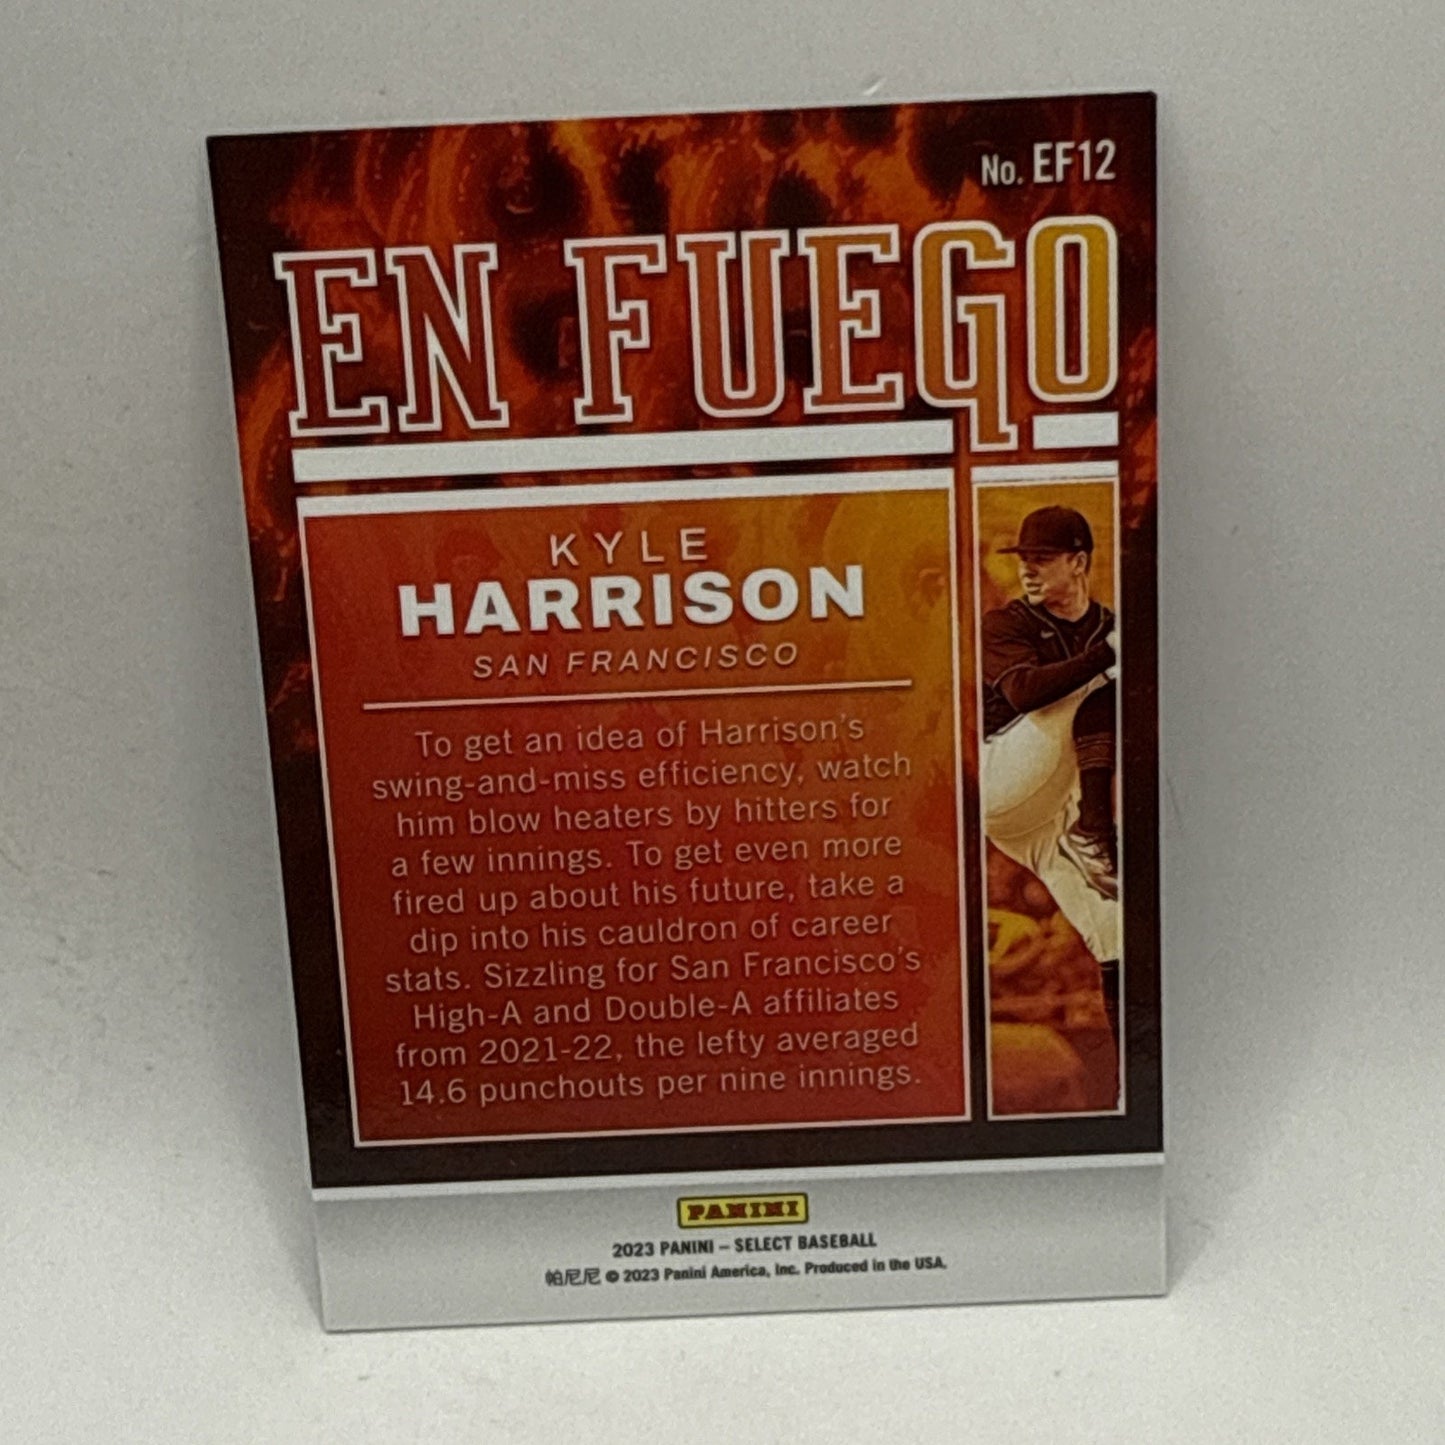 No. EF12
EN FUEGO
KYLE
HARRISON
SAN FRANCISCO
To get an idea of Harrison's
swing-and-miss efficiency, watch
him blow heaters by hitters for
a few innings. To get even more
fired up about his future, take a
dip into his cauldron of career
stats. Sizzling for San Francisco's
High-A and Double-A affiliates
from 2021-22, the lefty averaged
14.6 punchouts per nine innings.
PANINI
2023 PANINI – SELECT BASEBALL
帕尼尼 © 2023 Panini America, Inc. Produced in the USA.